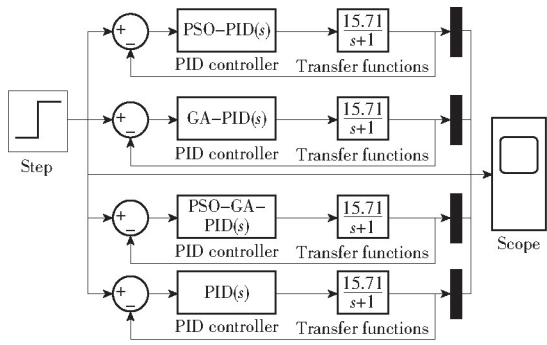 +
−
PSO−PID(s)
15.71
s+1
PID controller
Transfer functions
Step
+
−
GA−PID(s)
15.71
s+1
PID controller
Transfer functions
+
−
PSO−GA−
PID(s)
15.71
s+1
PID controller
Transfer functions
Scope
+
−
PID(s)
15.71
s+1
PID controller
Transfer functions